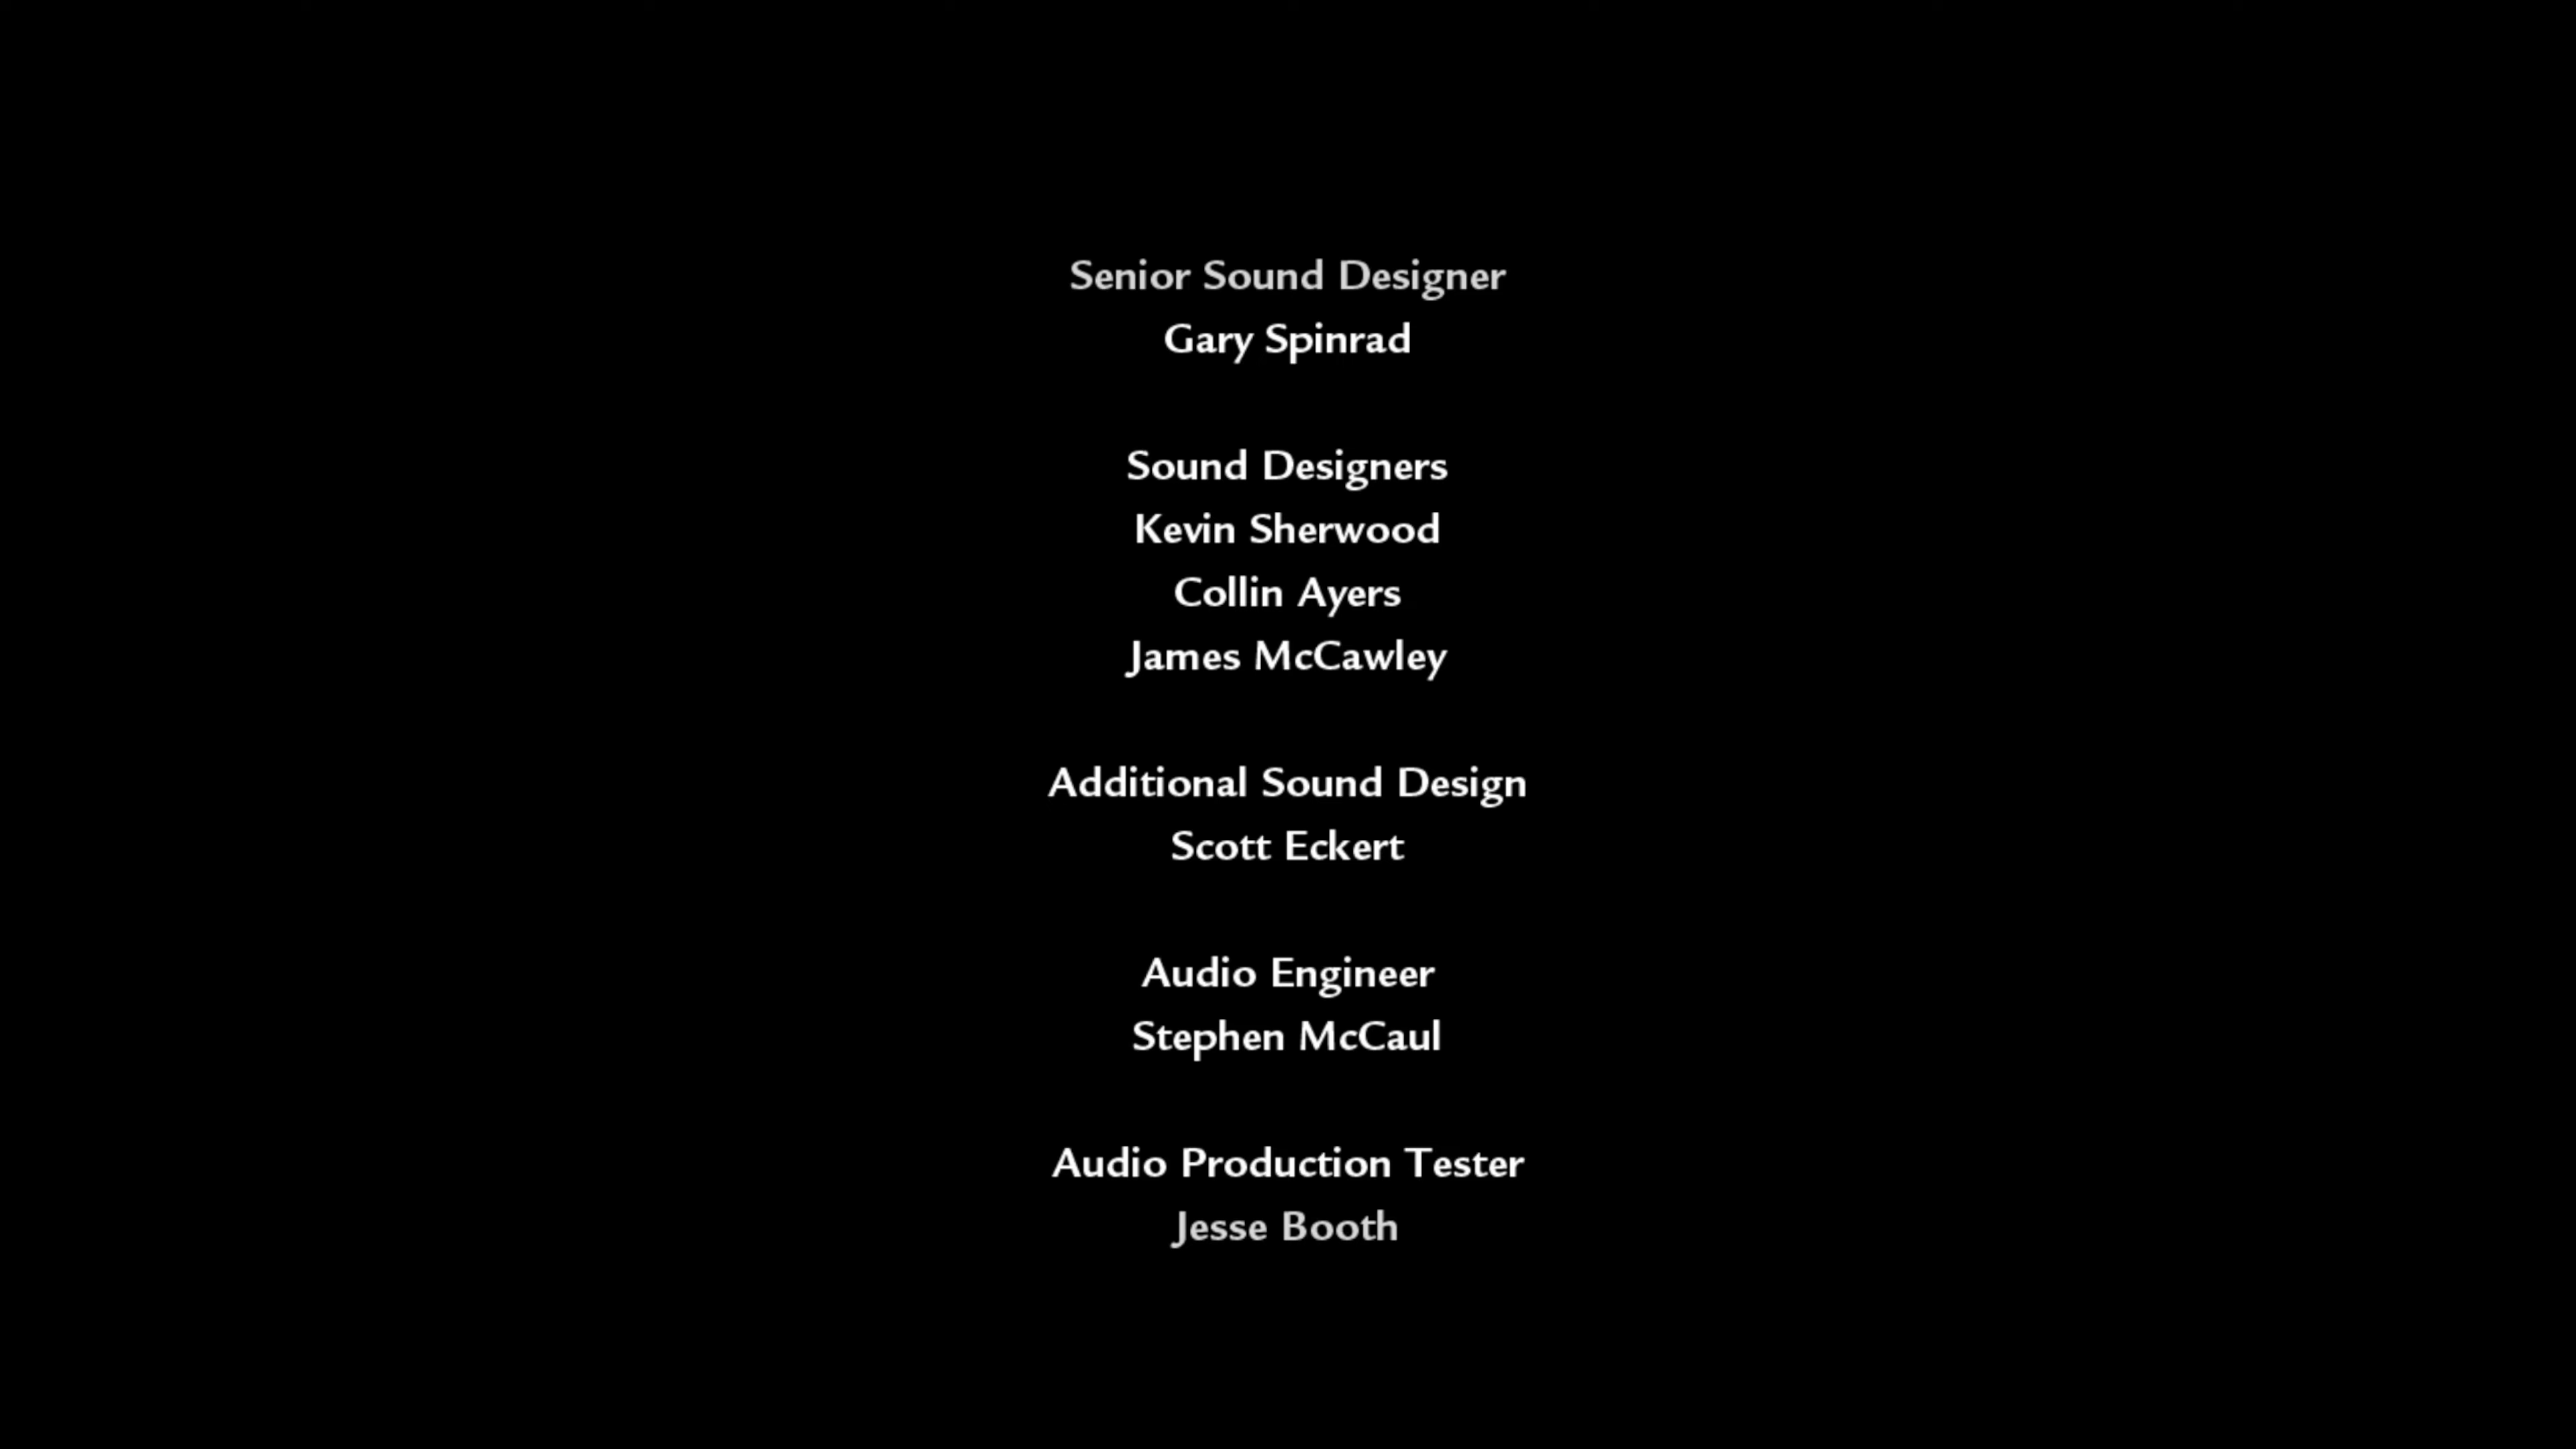 Senior Sound Designer
Gary Spinrad
Sound Designers
Kevin Sherwood
Collin Ayers
James McCawley
Additional Sound Design
Scott Eckert
Audio Engineer
Stephen McCaul
Audio Production Tester
Jesse Booth